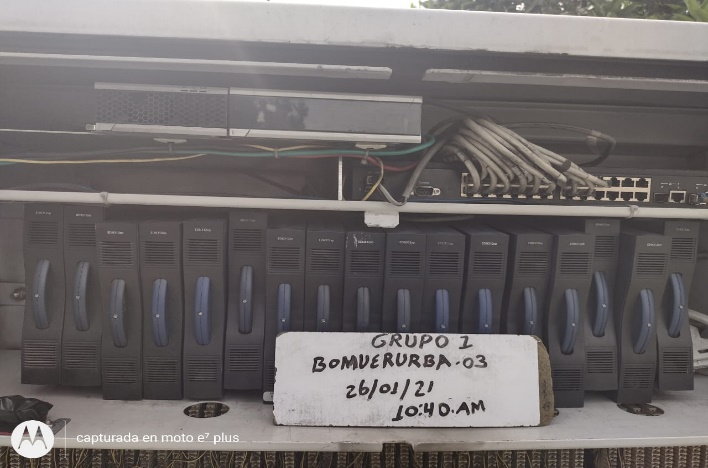 GRUPO 1
BOMUERURBA-03
26/01/21
10:40.AM
capturada en moto e⁷ plus